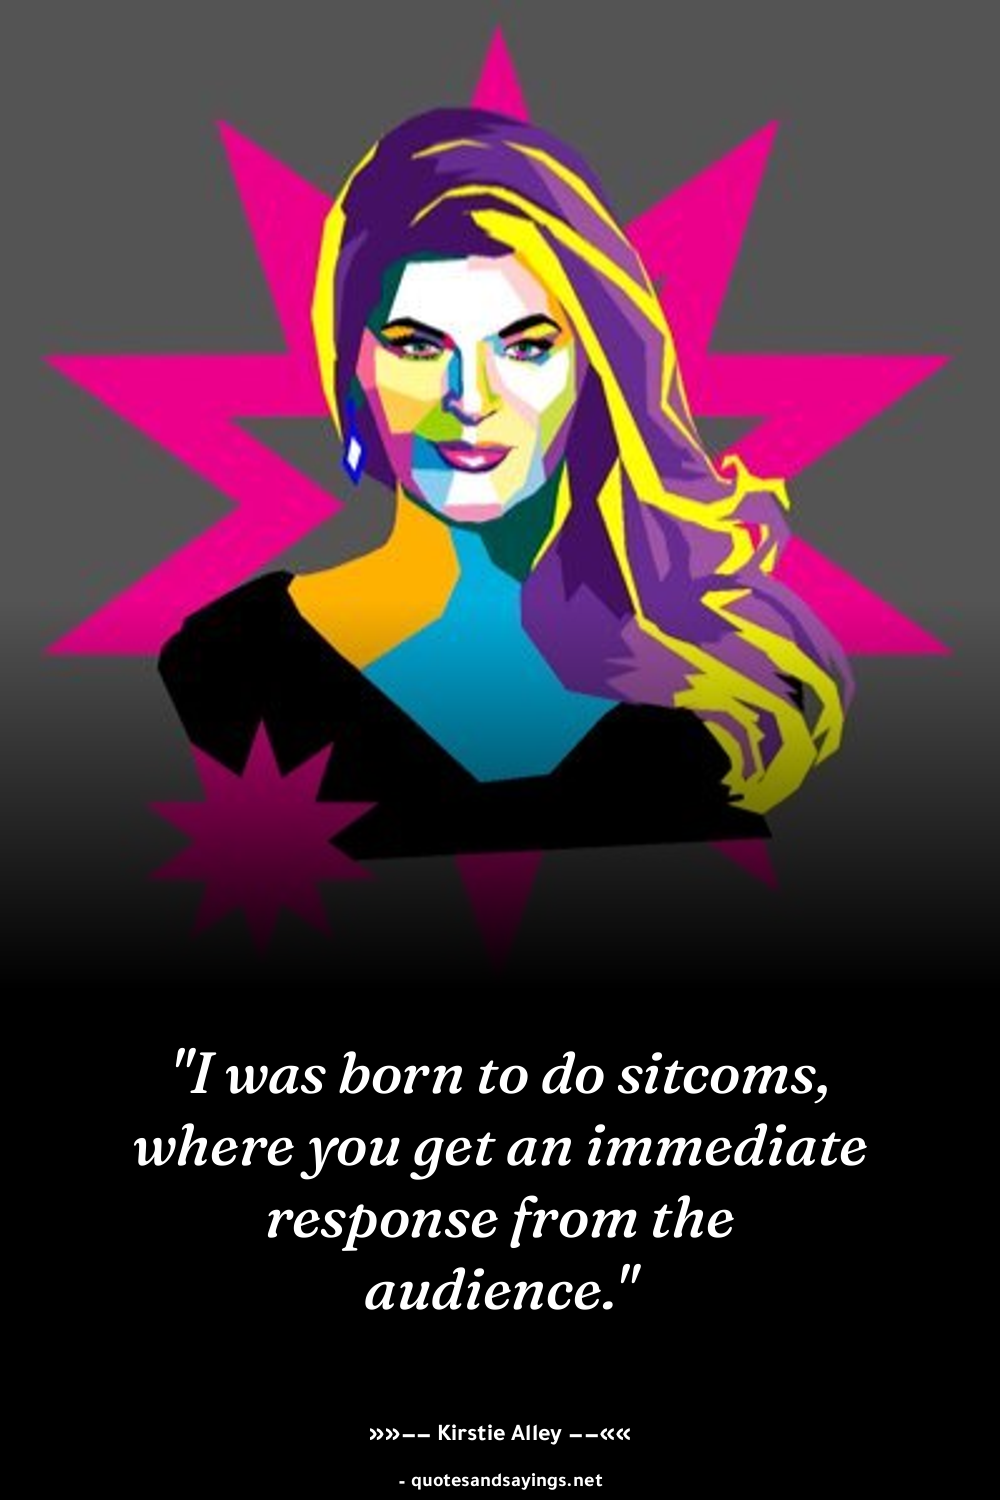 "I was born to do sitcoms,
where you get an immediate
response from the
audience."
»»–– Kirstie Alley ––««
- quotesandsayings.net